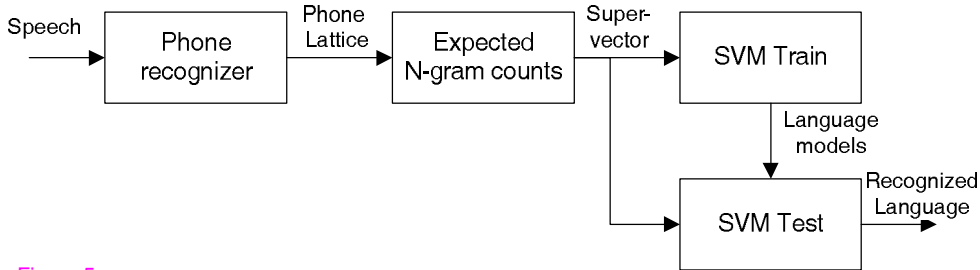 Speech
Phone
recognizer
Phone
Lattice
Expected
N-gram counts
Super-
vector
SVM Train
Language
models
SVM Test
Recognized
Language